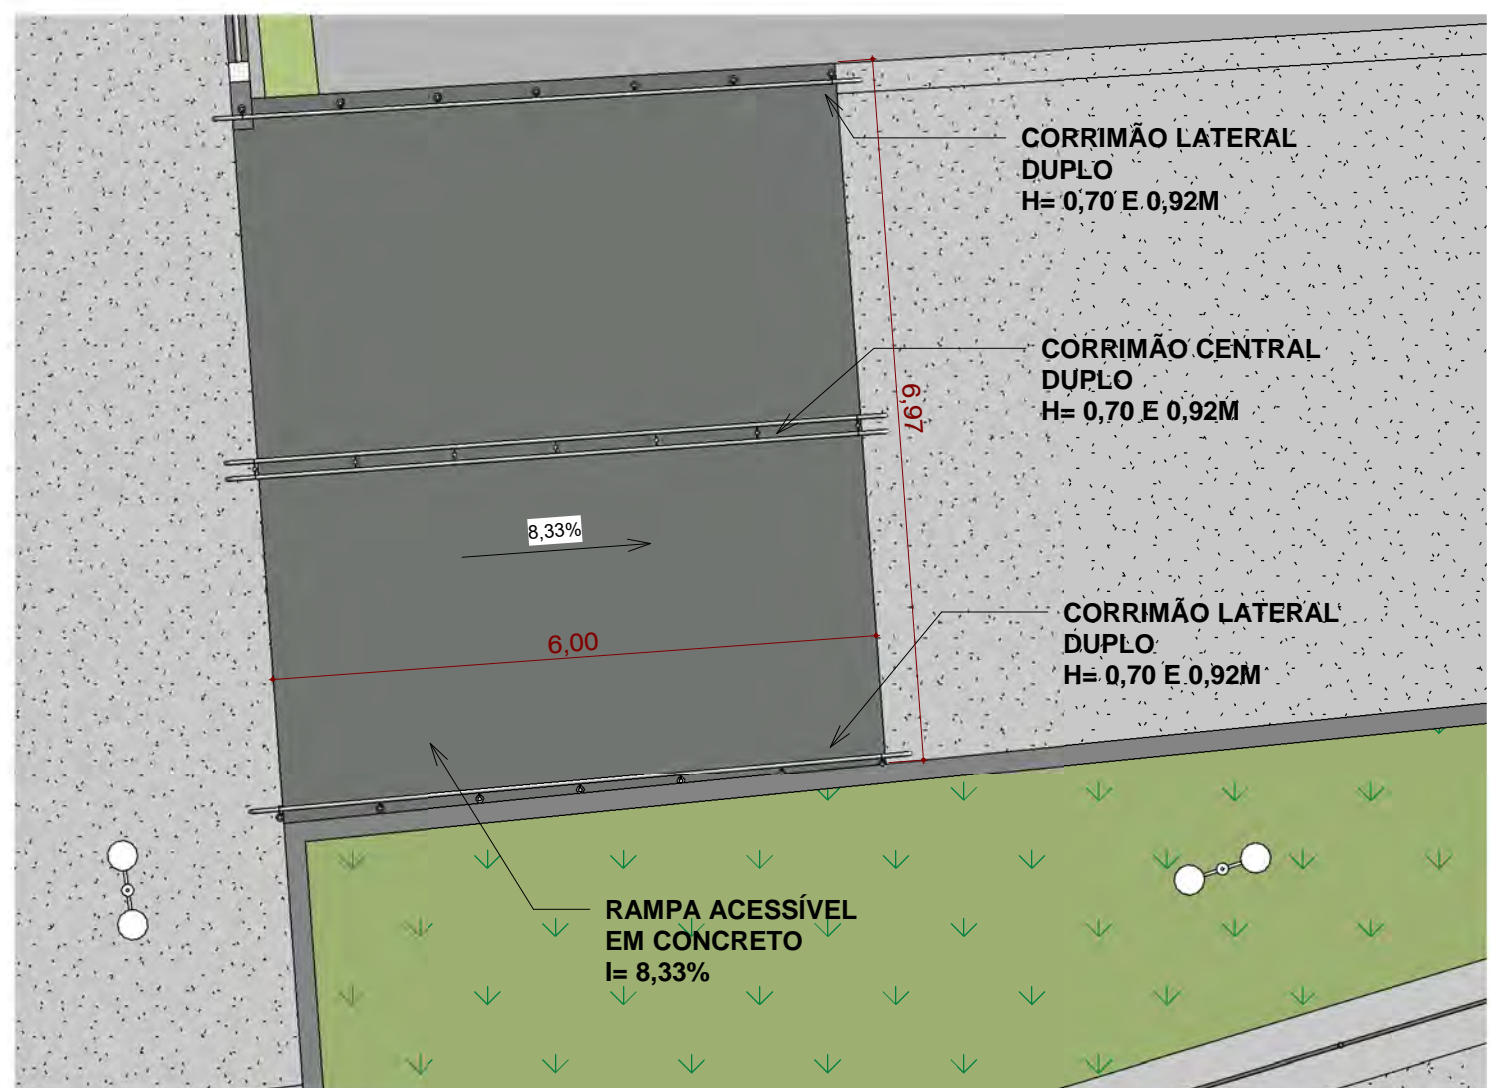 CORRIMÃO LATERAL
DUPLO
H= 0,70 E 0,92M
CORRIMÃO CENTRAL
DUPLO
H= 0,70 E 0,92M
6,97
8,33%
6,00
CORRIMÃO LATERAL
DUPLO
H= 0,70 E 0,92M
RAMPA ACESSÍVEL
EM CONCRETO
I= 8,33%